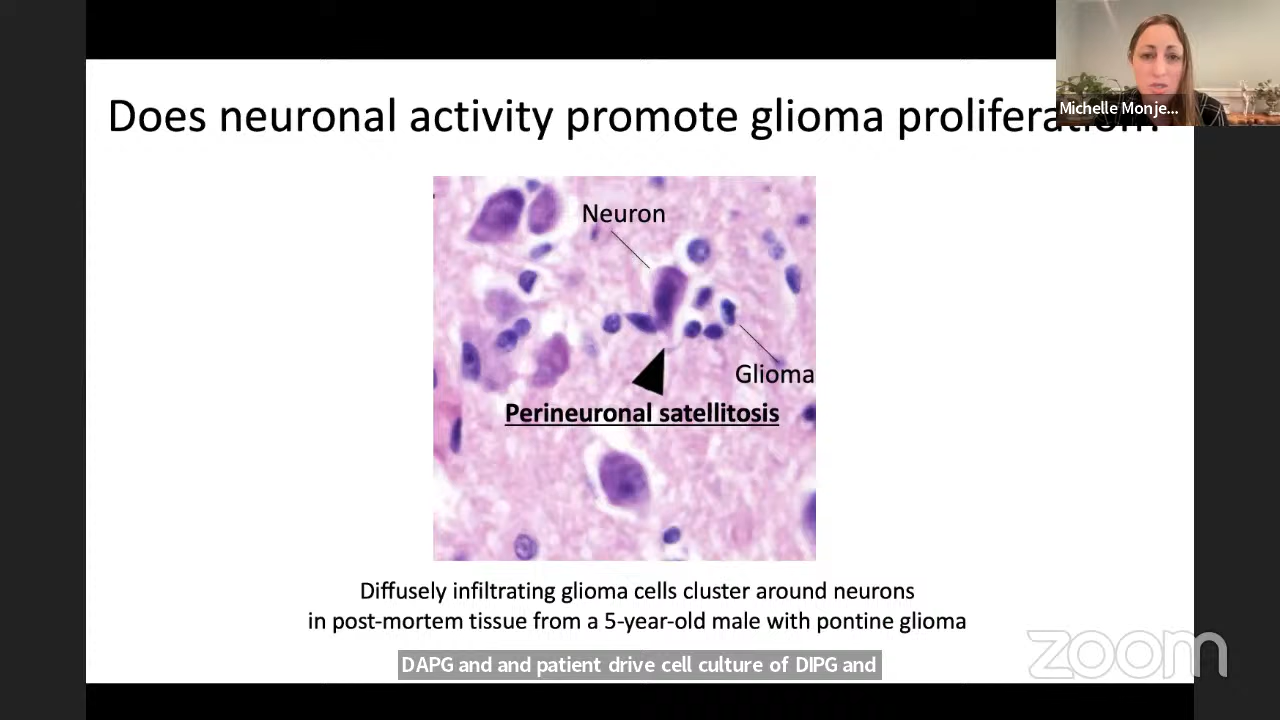 Does neuronal activity promote glioma
Michelle Monje...
Neuron
Glioma
Perineuronal satellitosis
Diffusely infiltrating glioma cells cluster around neurons
in post-mortem tissue from a 5-year-old male with pontine glioma
DAPG and and patient drive cell culture of DIPG and
zoom